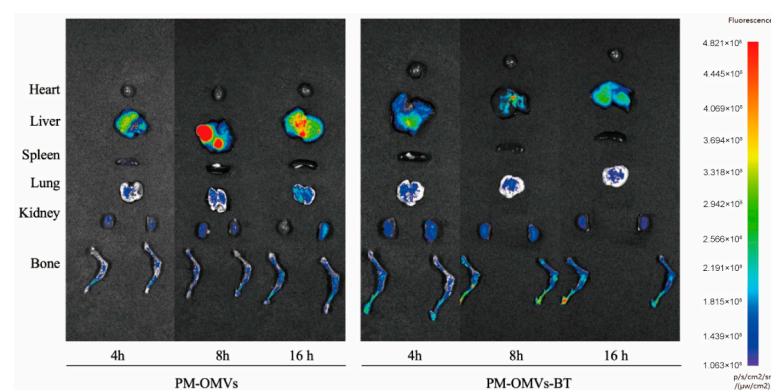 Fluorescence
Heart
Liver
Spleen
Lung
Kidney
Bone
4.821×10⁸
4.445×10⁸
4.069×10⁸
3.694×10⁸
3.318×10⁸
2.942×10⁸
2.566×10⁸
2.191×10⁸
1.815×10⁸
1.439×10⁸
1.063×10⁸
p/s/cm2/sr
/(μw/cm2)
4h 8h 16 h 4h 8h 16h
PM-OMVs PM-OMVs-BT